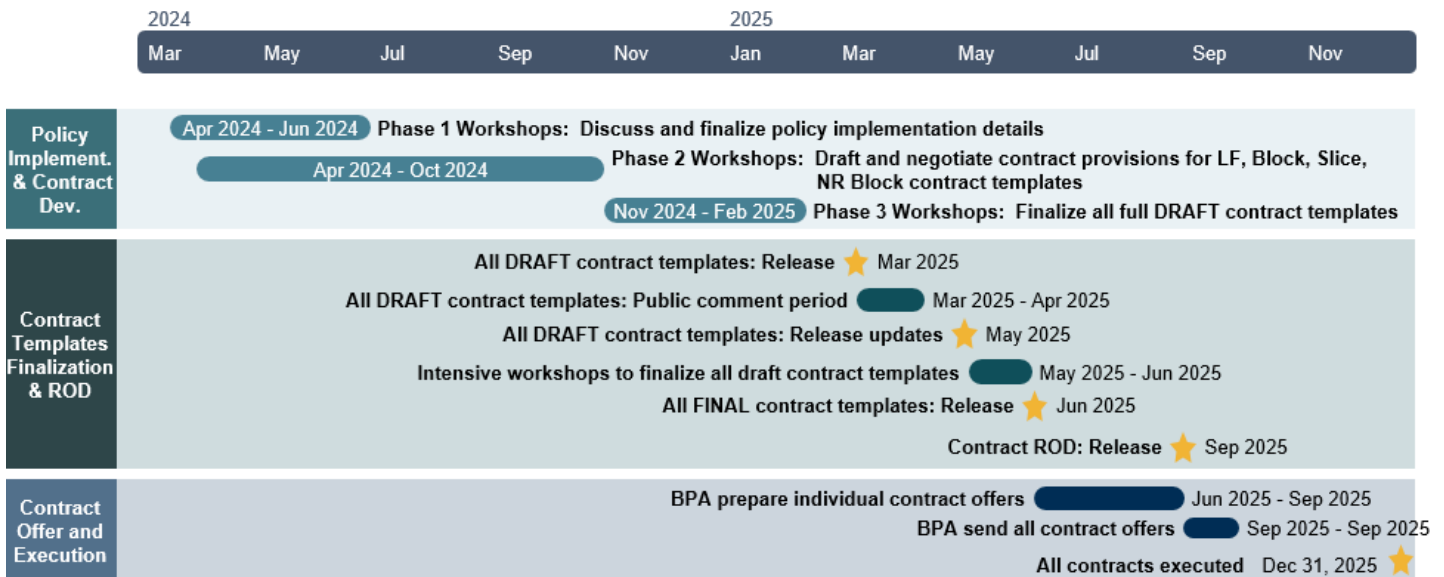 2024 2025
Mar May Jul Sep Nov Jan Mar May Jul Sep Nov
Policy
Implement.
& Contract
Dev.
Apr 2024 - Jun 2024 Phase 1 Workshops: Discuss and finalize policy implementation details
Apr 2024 - Oct 2024 Phase 2 Workshops: Draft and negotiate contract provisions for LF, Block, Slice,
NR Block contract templates
Nov 2024 - Feb 2025 Phase 3 Workshops: Finalize all full DRAFT contract templates
Contract
Templates
Finalization
& ROD
All DRAFT contract templates: Release Mar 2025
All DRAFT contract templates: Public comment period Mar 2025 - Apr 2025
All DRAFT contract templates: Release updates May 2025
Intensive workshops to finalize all draft contract templates May 2025 - Jun 2025
All FINAL contract templates: Release Jun 2025
Contract ROD: Release Sep 2025
Contract
Offer and
Execution
BPA prepare individual contract offers Jun 2025 - Sep 2025
BPA send all contract offers Sep 2025 - Sep 2025
All contracts executed Dec 31, 2025